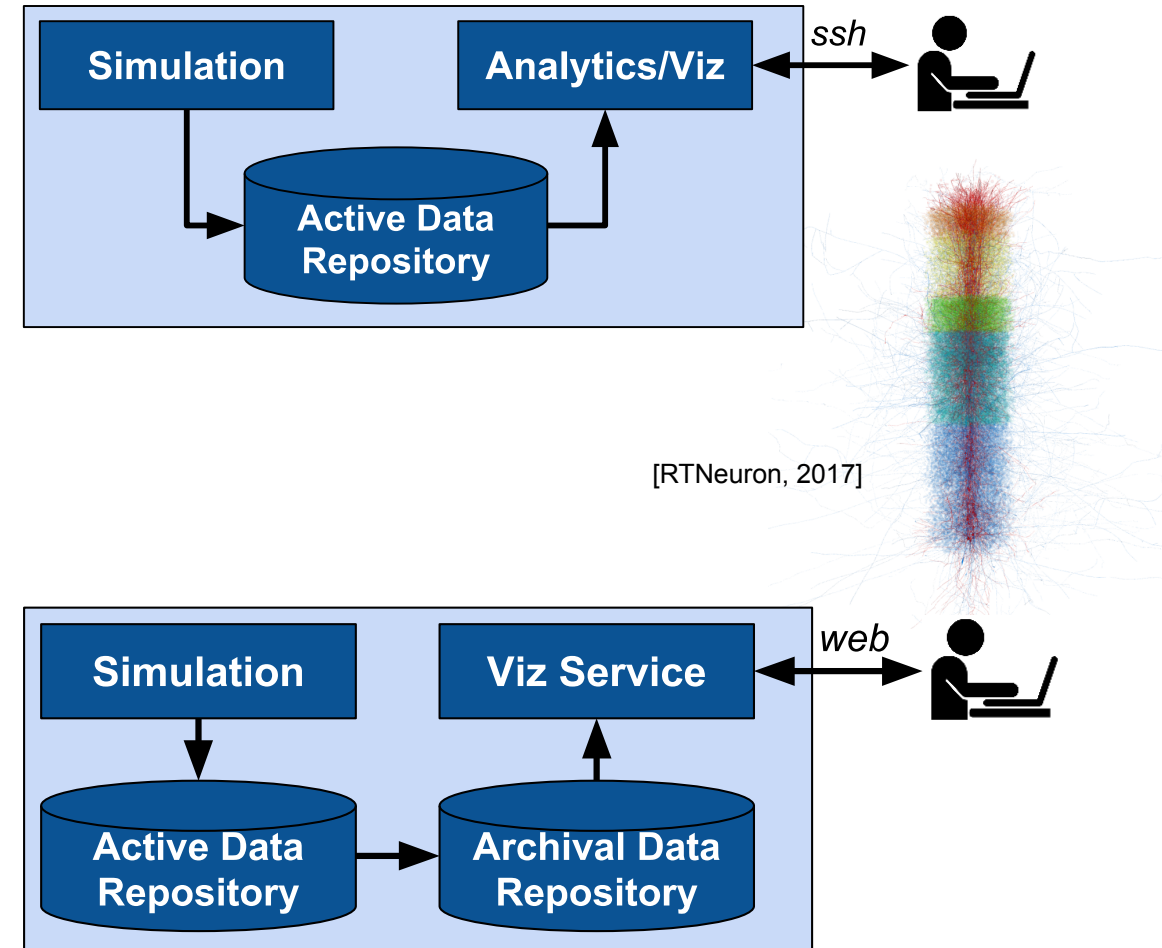 Simulation
Analytics/Viz
ssh
Active Data
Repository
[RTNeuron, 2017]
Simulation
Viz Service
web
Active Data
Repository
Archival Data
Repository